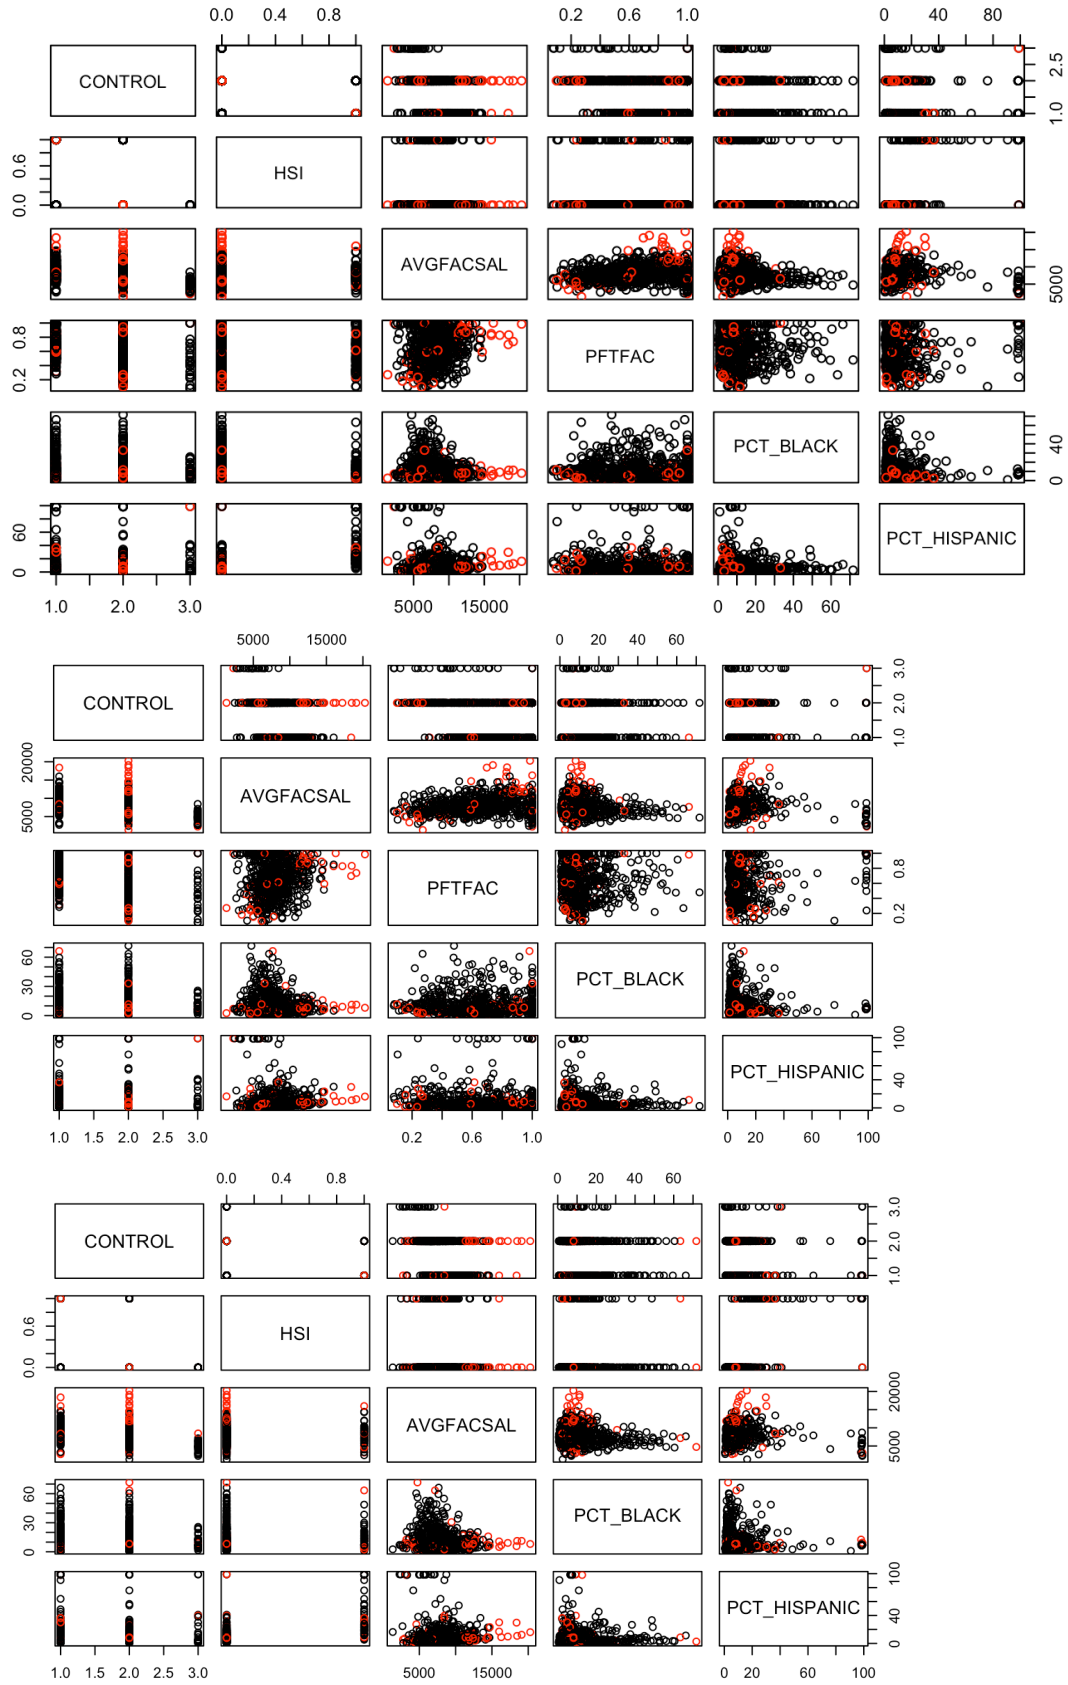 0.0 1.0 0.2 0.6 1.0 0 40 80
CONTROL 1.0 2.5
0.0 0.6 HSI
AVGFACSAL 5000
0.2 0.8 PFTFAC
PCT_BLACK 0 40
0 60 PCT_HISPANIC
1.0 2.0 3.0 5000 15000 0 20 40 60
5000 15000 0 20 40 60
CONTROL 1.0 2.0 3.0
5000 20000 AVGFACSAL
PFTFAC 0.2 0.8
0 30 60 PCT_BLACK
PCT_HISPANIC 0 40 100
1.0 1.5 2.0 2.5 3.0 0.2 0.6 1.0 0 20 60 100
0.0 0.4 0.8 0 20 40 60
CONTROL 1.0 2.0 3.0
0.0 0.6 HSI
AVGFACSAL 5000 20000
0 30 60 PCT_BLACK
PCT_HISPANIC 0 40 100
1.0 1.5 2.0 2.5 3.0 5000 15000 0 20 60 100